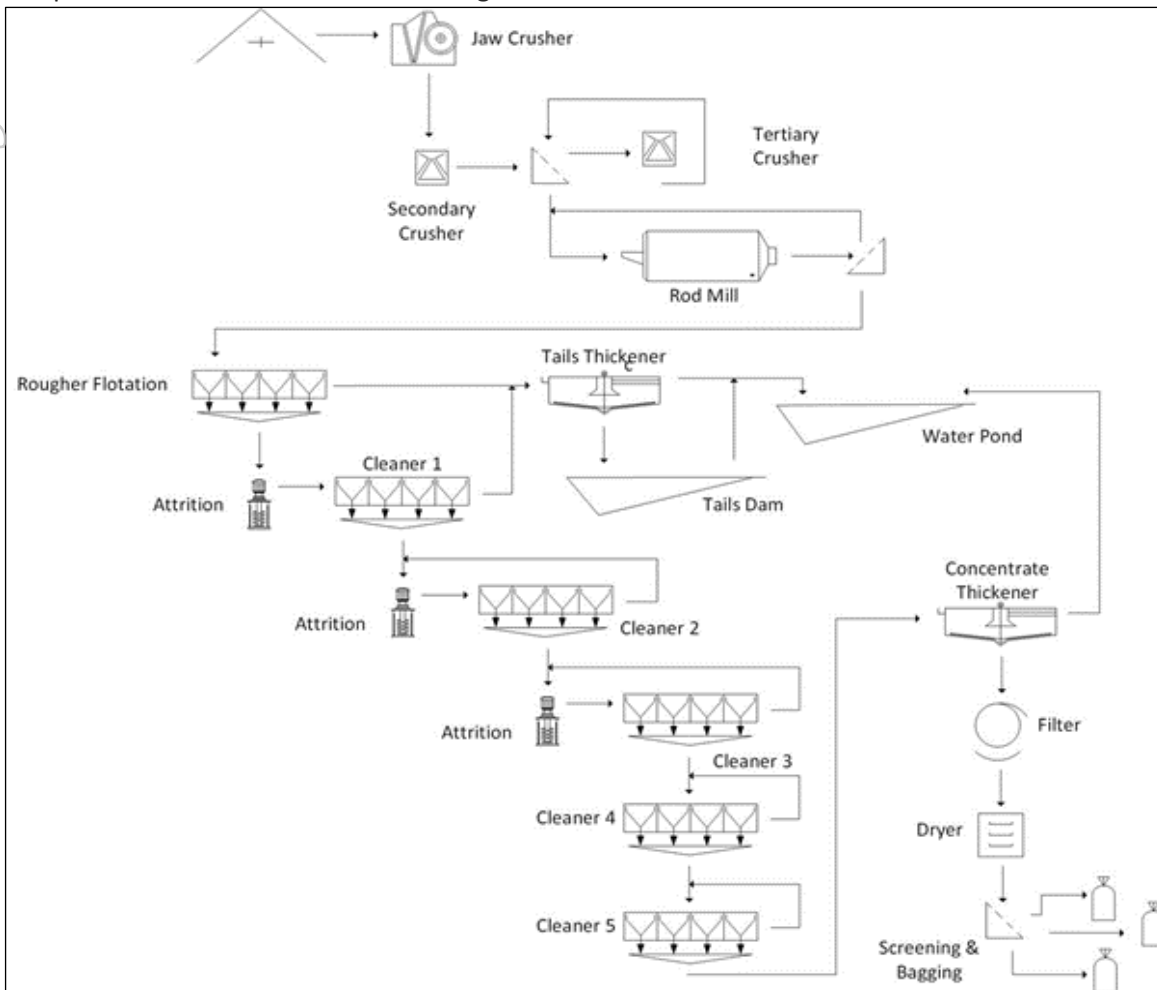 Jaw Crusher
Tertiary
Crusher
Secondary
Crusher
Rod Mill
Tails Thickener
C
Rougher Flotation
Water Pond
Cleaner 1
Attrition
Tails Dam
Concentrate
Thickener
Attrition
Cleaner 2
Attrition
Filter
Cleaner 3
Cleaner 4
Dryer
Cleaner 5
Screening &
Bagging